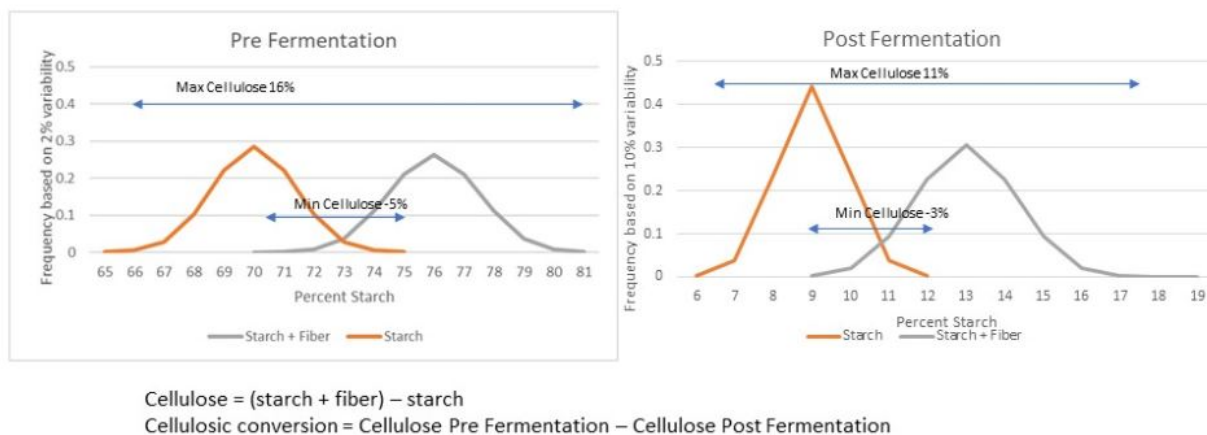 Pre Fermentation
Frequency based on 2% variability
0.5
0.4
0.3
0.2
0.1
0
Max Cellulose 16%
Min Cellulose -5%
65 66 67 68 69 70 71 72 73 74 75 76 77 78 79 80 81
Percent Starch
Starch + Fiber Starch
Post Fermentation
Frequency based on 10% variability
0.5
0.4
0.3
0.2
0.1
0
Max Cellulose 11%
Min Cellulose -3%
6 7 8 9 10 11 12 13 14 15 16 17 18 19
Percent Starch
Starch Starch + Fiber
Cellulose = (starch + fiber) – starch
Cellulosic conversion = Cellulose Pre Fermentation – Cellulose Post Fermentation